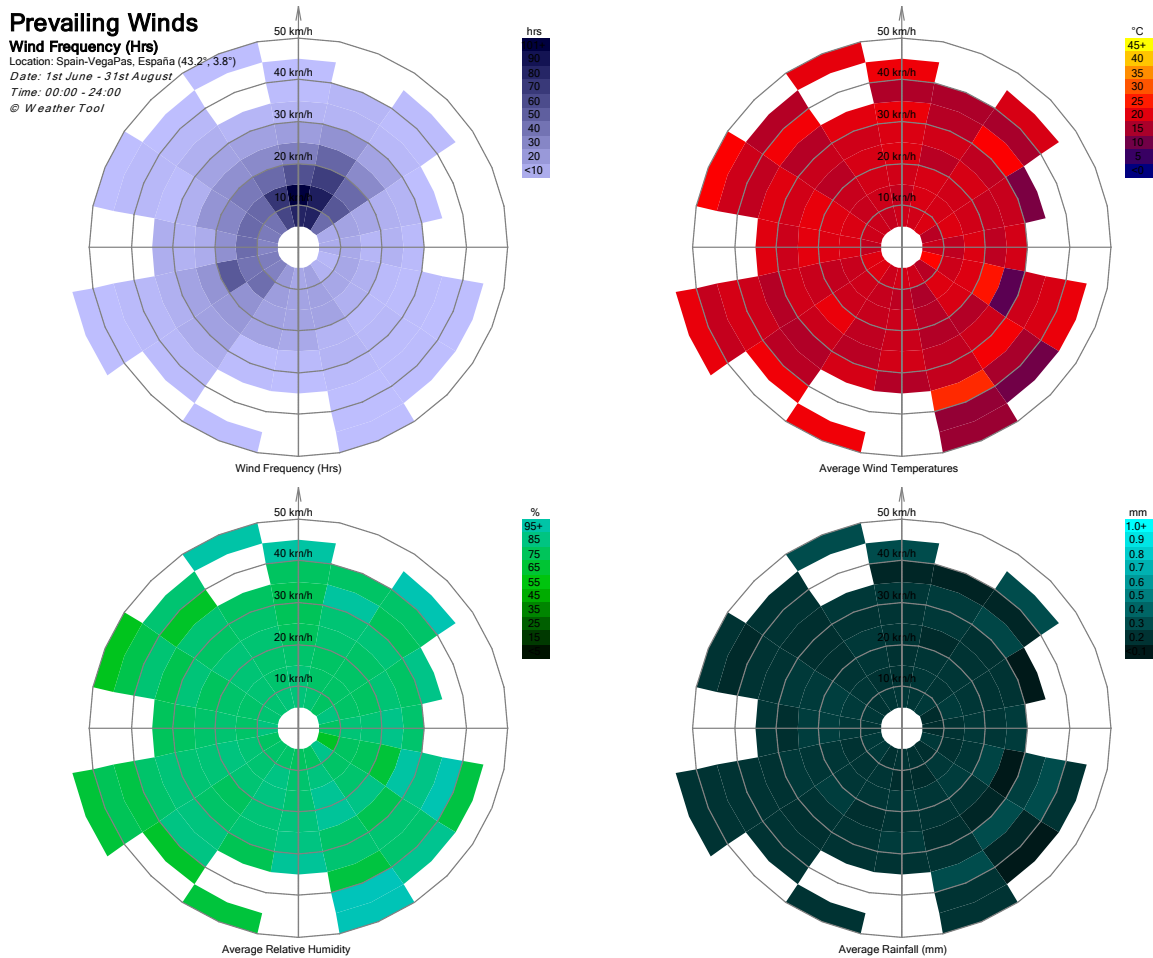 Prevailing Winds
Wind Frequency (Hrs)
Location: Spain-VegaPas, España (43.2°, 3.8°)
Date: 1st June - 31st August
Time: 00:00 - 24:00
© Weather Tool
50 km/h
40 km/h
30 km/h
20 km/h
10 km/h
hrs
90
80
70
60
50
40
30
20
<10
Wind Frequency (Hrs)
50 km/h
40 km/h
30 km/h
20 km/h
10 km/h
°C
45+
40
35
30
25
20
15
10
5
<0
Average Wind Temperatures
50 km/h
40 km/h
30 km/h
20 km/h
10 km/h
%
95+
85
75
65
55
45
35
25
15
<5
Average Relative Humidity
50 km/h
40 km/h
30 km/h
20 km/h
10 km/h
mm
1.0+
0.9
0.8
0.7
0.6
0.5
0.4
0.3
0.2
<0.1
Average Rainfall (mm)